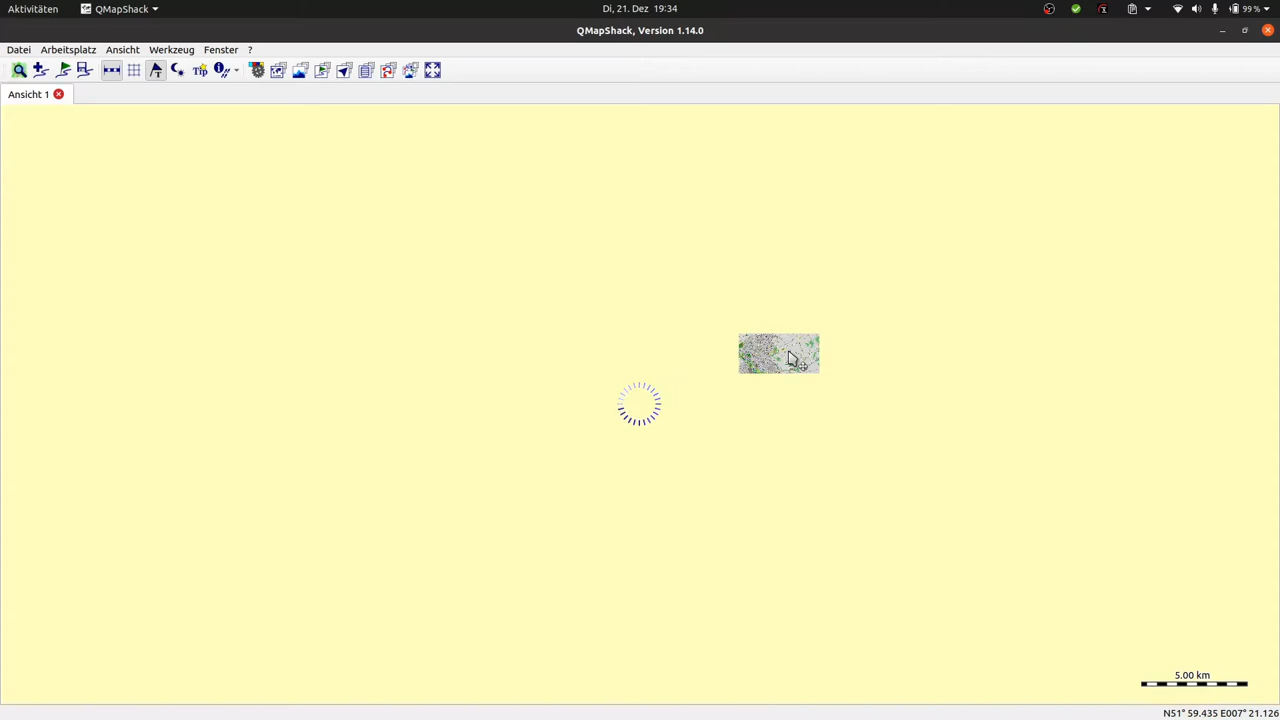 Aktivitäten QMapShack Di, 21. Dez 19:34 99 %
QMapShack, Version 1.14.0
Datei Arbeitsplatz Ansicht Werkzeug Fenster ?
Tip
Ansicht 1
5.00 km
N51° 59.435 E007° 21.126